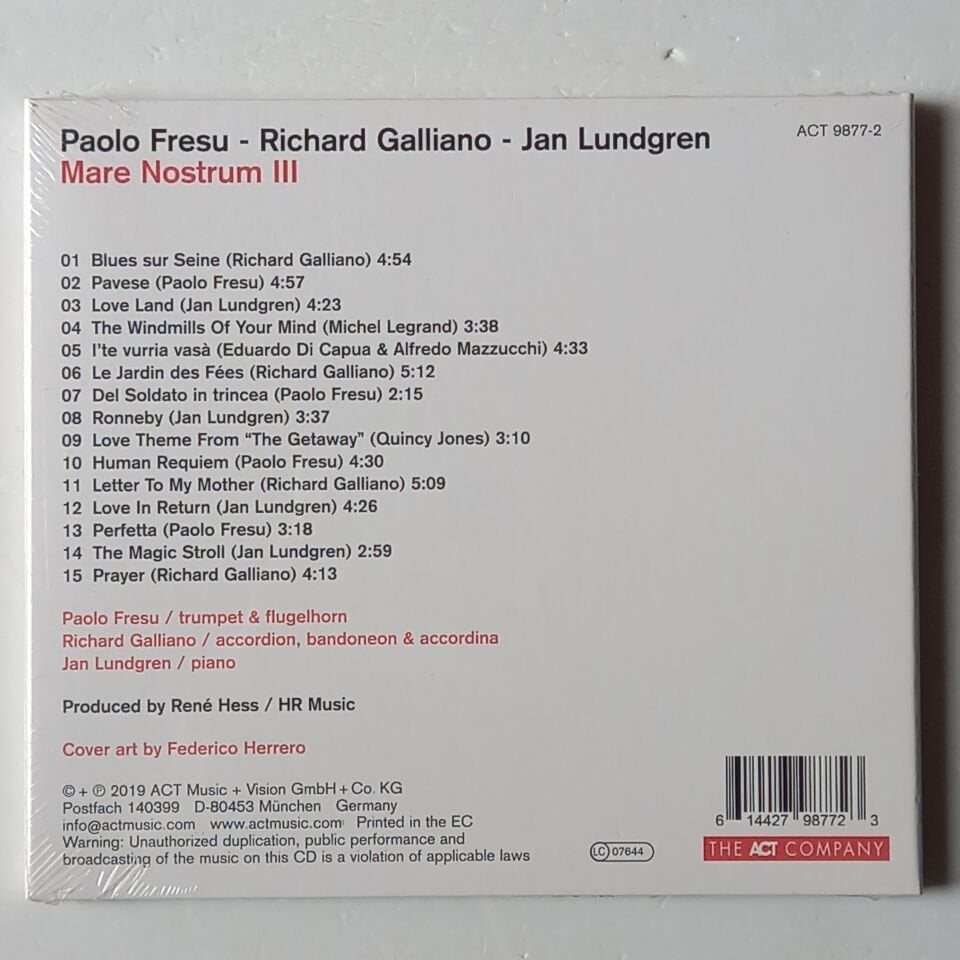 Paolo Fresu - Richard Galliano - Jan Lundgren
ACT 9877-2
Mare Nostrum III
01 Blues sur Seine (Richard Galliano) 4:54
02 Pavese (Paolo Fresu) 4:57
03 Love Land (Jan Lundgren) 4:23
04 The Windmills Of Your Mind (Michel Legrand) 3:38
05 I'te vurria vasà (Eduardo Di Capua & Alfredo Mazzucchi) 4:33
06 Le Jardin des Fées (Richard Galliano) 5:12
07 Del Soldato in trincea (Paolo Fresu) 2:15
08 Ronneby (Jan Lundgren) 3:37
09 Love Theme From “The Getaway” (Quincy Jones) 3:10
10 Human Requiem (Paolo Fresu) 4:30
11 Letter To My Mother (Richard Galliano) 5:09
12 Love In Return (Jan Lundgren) 4:26
13 Perfetta (Paolo Fresu) 3:18
14 The Magic Stroll (Jan Lundgren) 2:59
15 Prayer (Richard Galliano) 4:13
Paolo Fresu / trumpet & flugelhorn
Richard Galliano / accordion, bandoneon & accordina
Jan Lundgren / piano
Produced by René Hess / HR Music
Cover art by Federico Herrero
© + ℗ 2019 ACT Music + Vision GmbH + Co. KG
Postfach 140399 D-80453 München Germany
info@actmusic.com www.actmusic.com Printed in the EC
Warning: Unauthorized duplication, public performance and
broadcasting of the music on this CD is a violation of applicable laws
LC 07644
6 14427 98772 3
THE ACT COMPANY